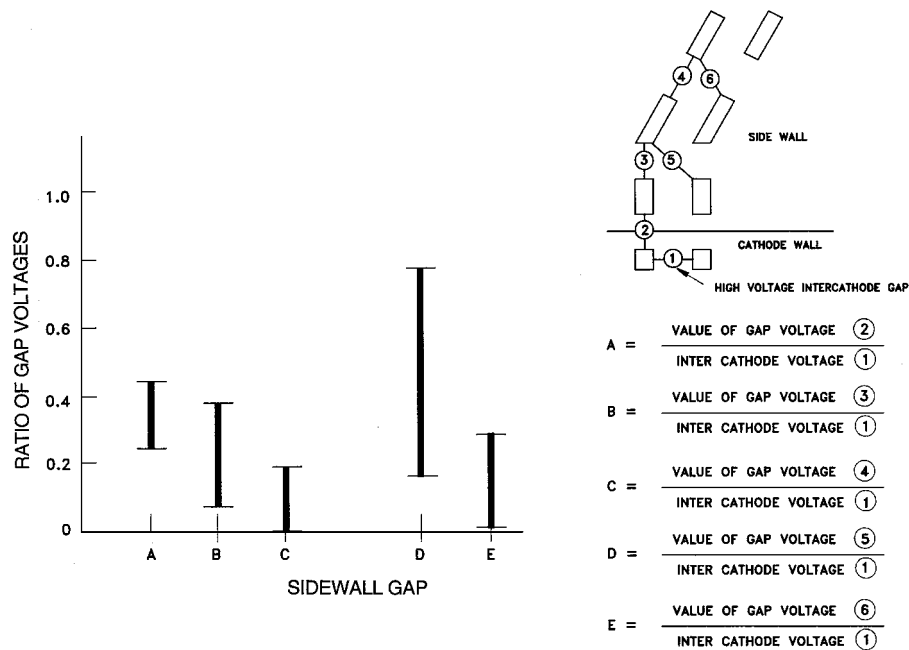 RATIO OF GAP VOLTAGES
1.0
0.8
0.6
0.4
0.2
0
A B C D E
SIDEWALL GAP
4 6
SIDE WALL
3 5
2
CATHODE WALL
1
HIGH VOLTAGE INTERCATHODE GAP
A = VALUE OF GAP VOLTAGE 2
INTER CATHODE VOLTAGE 1
B = VALUE OF GAP VOLTAGE 3
INTER CATHODE VOLTAGE 1
C = VALUE OF GAP VOLTAGE 4
INTER CATHODE VOLTAGE 1
D = VALUE OF GAP VOLTAGE 5
INTER CATHODE VOLTAGE 1
E = VALUE OF GAP VOLTAGE 6
INTER CATHODE VOLTAGE 1